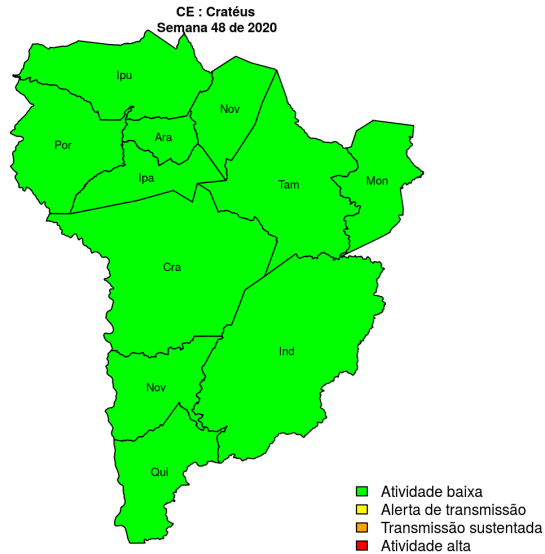 CE : Cratéus
Semana 48 de 2020
Ipu
Nov
Ara
Por
Ipa
Tam
Mon
Cra
Ind
Nov
Qui
Atividade baixa
Alerta de transmissão
Transmissão sustentada
Atividade alta